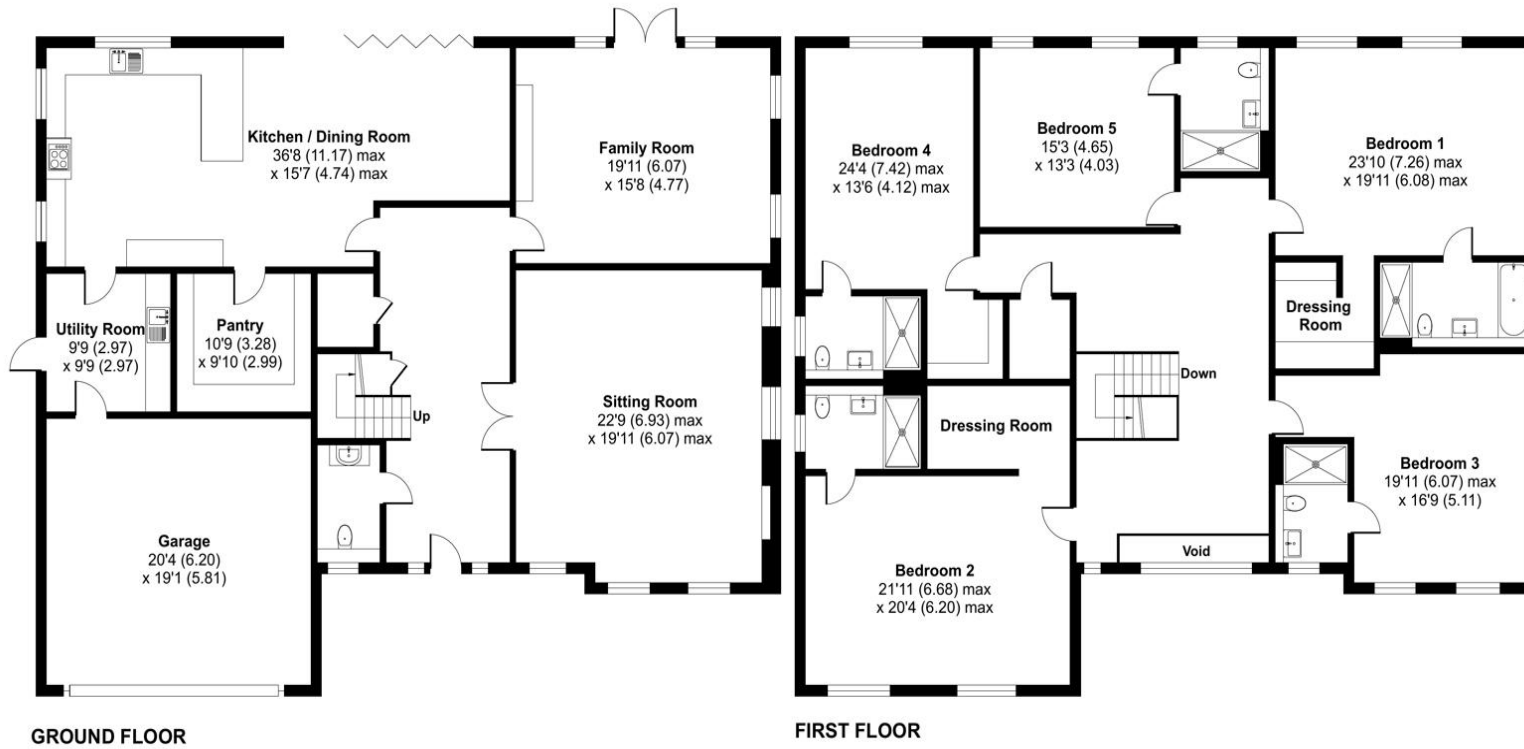 Kitchen / Dining Room
36'8 (11.17) max
x 15'7 (4.74) max
Family Room
19'11 (6.07)
x 15'8 (4.77)
Utility Room
9'9 (2.97)
x 9'9 (2.97)
Pantry
10'9 (3.28)
x 9'10 (2.99)
Up
Sitting Room
22'9 (6.93) max
x 19'11 (6.07) max
Garage
20'4 (6.20)
x 19'1 (5.81)
GROUND FLOOR
Bedroom 4
24'4 (7.42) max
x 13'6 (4.12) max
Bedroom 5
15'3 (4.65)
x 13'3 (4.03)
Bedroom 1
23'10 (7.26) max
x 19'11 (6.08) max
Dressing
Room
Down
Dressing Room
Bedroom 3
19'11 (6.07) max
x 16'9 (5.11)
Void
Bedroom 2
21'11 (6.68) max
x 20'4 (6.20) max
FIRST FLOOR